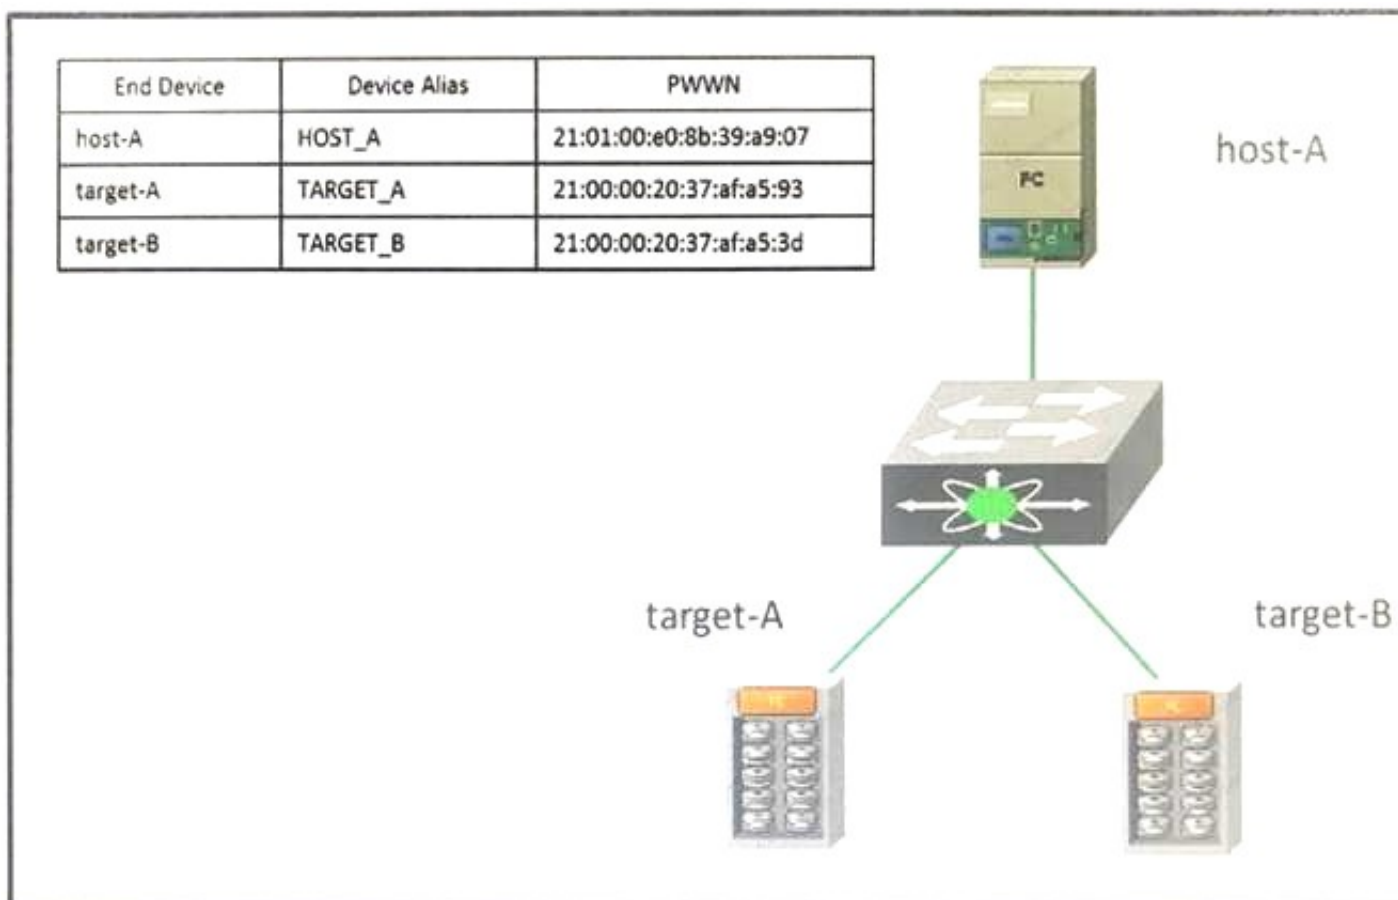 End Device Device Alias PWWN
host-A HOST_A 21:01:00:e0:8b:39:a9:07
target-A TARGET_A 21:00:00:20:37:af:a5:93
target-B TARGET_B 21:00:00:20:37:af:a5:3d
host-A
FC
target-A
target-B